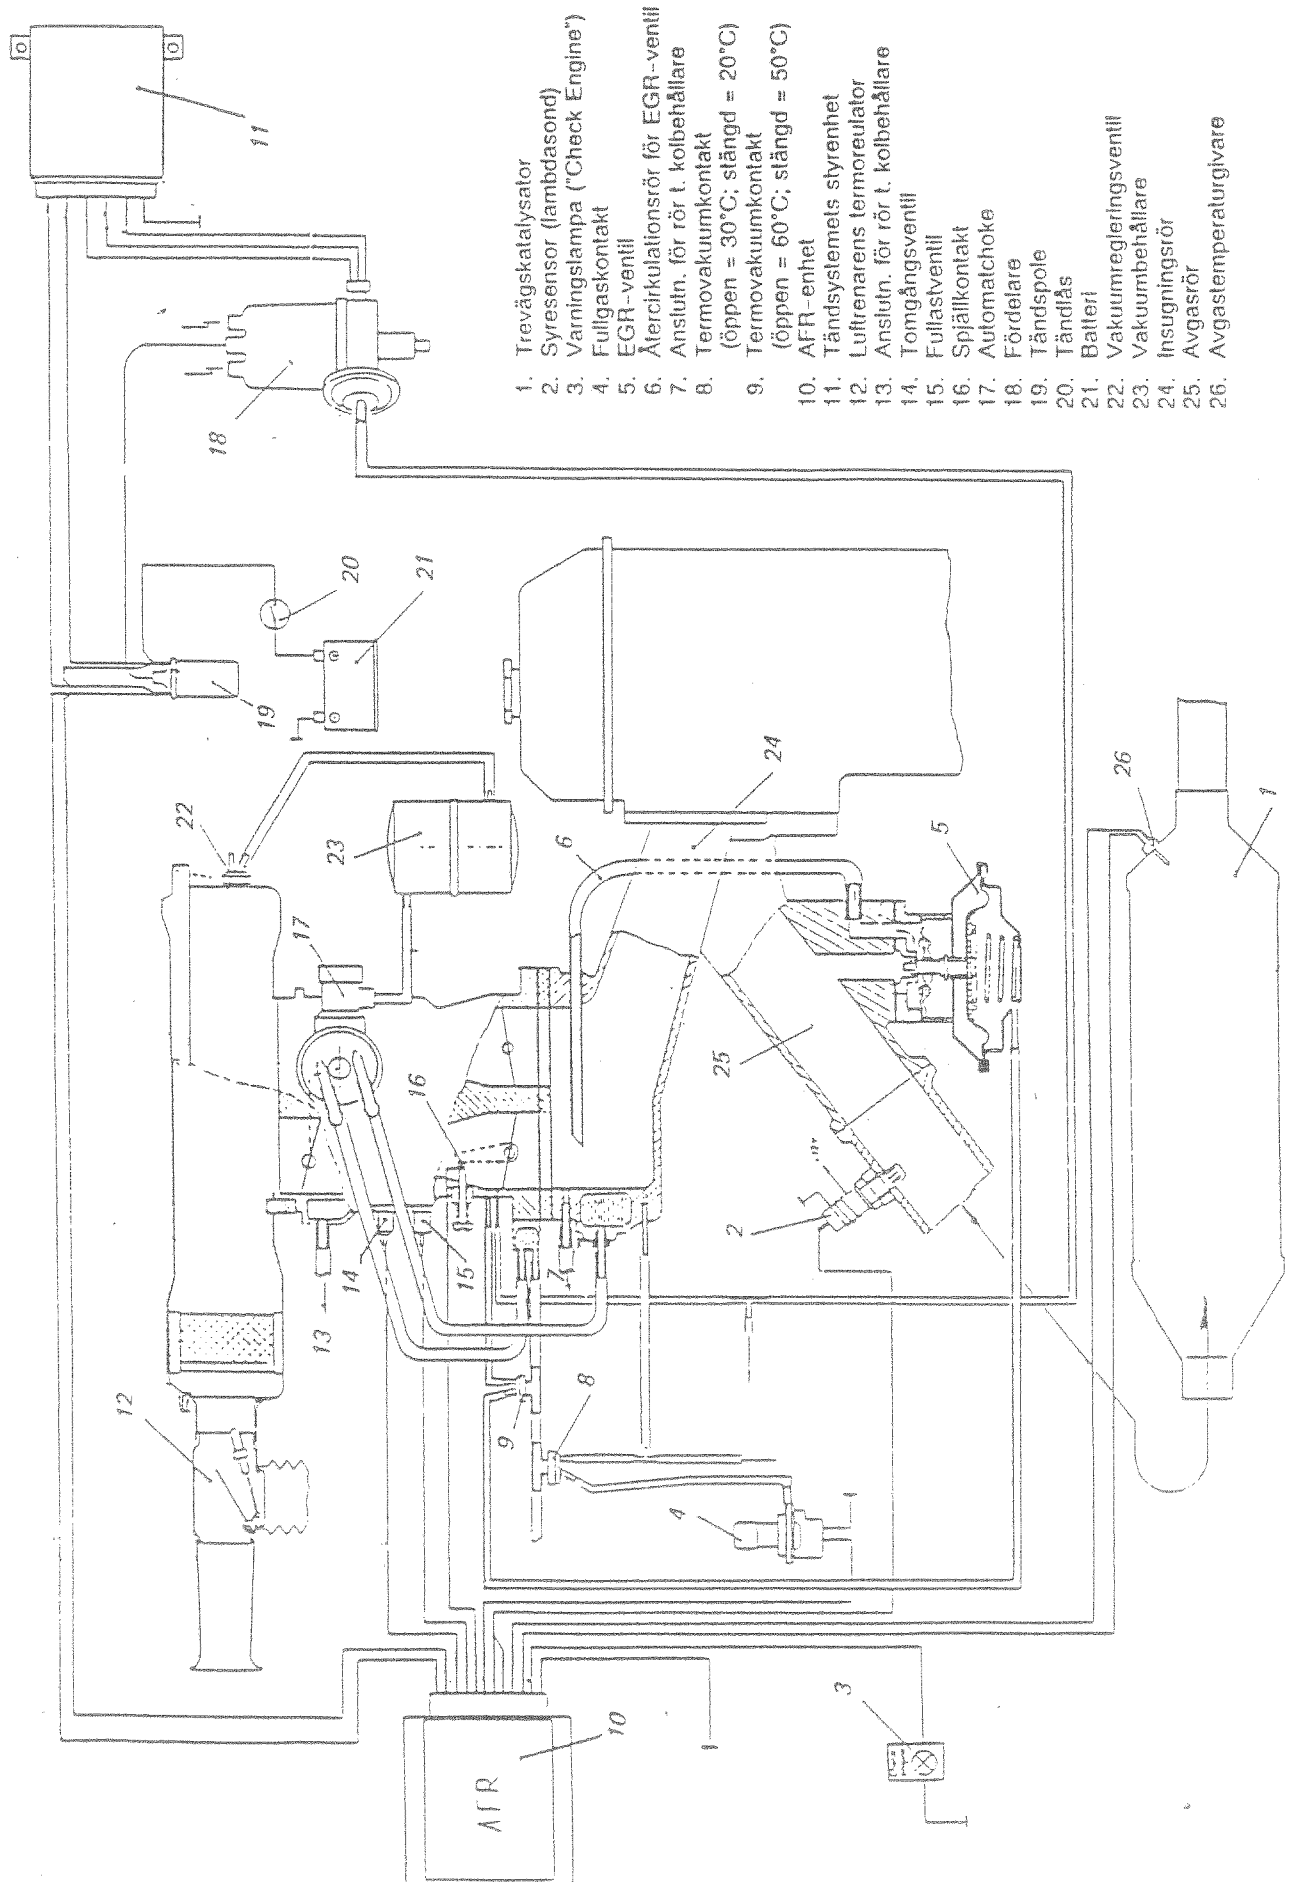 1. Trevägskatalysator
2. Syresensor (lambdasond)
3. Varningslampa ("Check Engine")
4. Fullgaskontakt
5. EGR-ventil
6. Återcirkulationsrör för EGR-ventil
7. Anslutn. för rör t. kolbehållare
8. Termovakuumkontakt
(öppen = 30°C; stängd = 20°C)
9. Termovakuumkontakt
(öppen = 60°C; stängd = 50°C)
10. AFR-enhet
11. Tändsystemets styrenhet
12. Luftrenarens termoreulator
13. Anslutn. för rör t. kolbehållare
14. Tomgångsventil
15. Fullastventil
16. Spjällkontakt
17. Automatchoke
18. Fördelare
19. Tändspole
20. Tändlås
21. Batteri
22. Vakuumregleringsventil
23. Vakuumbehållare
24. Insugningsrör
25. Avgasrör
26. Avgastemperaturgivare
11
18
20
21
19
22
23
24
26
1
6
5
17
25
16
2
14
15
7
13
12
9
8
4
10
AFR
3